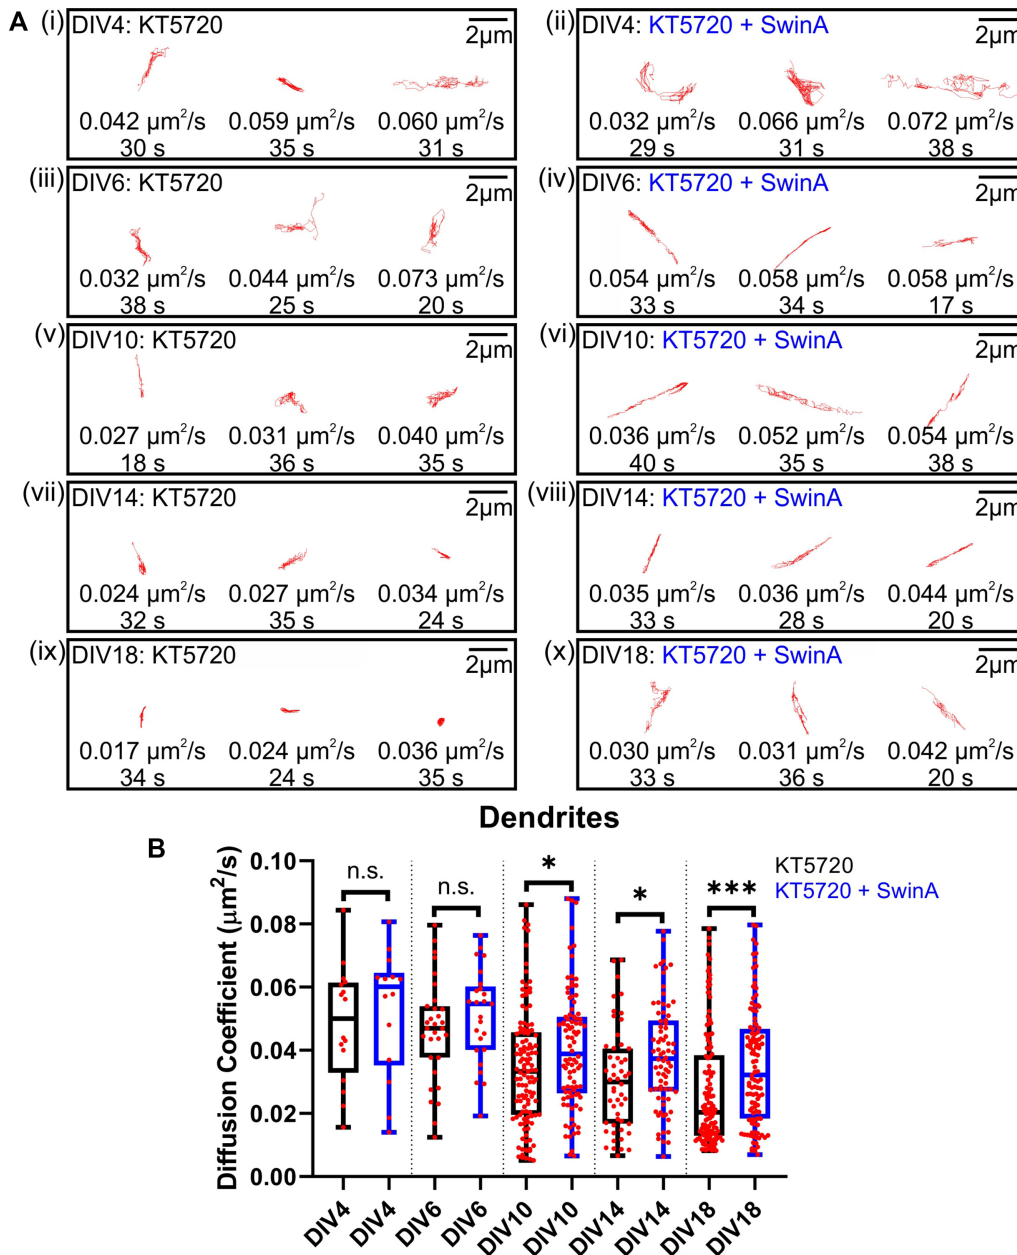 A
(i)
DIV4: KT5720
2µm
0.042 µm²/s 0.059 µm²/s 0.060 µm²/s
30 s 35 s 31 s
(ii)
DIV4: KT5720 + SwinA
2µm
0.032 µm²/s 0.066 µm²/s 0.072 µm²/s
29 s 31 s 38 s
(iii)
DIV6: KT5720
2µm
0.032 µm²/s 0.044 µm²/s 0.073 µm²/s
38 s 25 s 20 s
(iv)
DIV6: KT5720 + SwinA
2µm
0.054 µm²/s 0.058 µm²/s 0.058 µm²/s
33 s 34 s 17 s
(v)
DIV10: KT5720
2µm
0.027 µm²/s 0.031 µm²/s 0.040 µm²/s
18 s 36 s 35 s
(vi)
DIV10: KT5720 + SwinA
2µm
0.036 µm²/s 0.052 µm²/s 0.054 µm²/s
40 s 35 s 38 s
(vii)
DIV14: KT5720
2µm
0.024 µm²/s 0.027 µm²/s 0.034 µm²/s
32 s 35 s 24 s
(viii)
DIV14: KT5720 + SwinA
2µm
0.035 µm²/s 0.036 µm²/s 0.044 µm²/s
33 s 28 s 20 s
(ix)
DIV18: KT5720
2µm
0.017 µm²/s 0.024 µm²/s 0.036 µm²/s
34 s 24 s 35 s
(x)
DIV18: KT5720 + SwinA
2µm
0.030 µm²/s 0.031 µm²/s 0.042 µm²/s
33 s 36 s 20 s
Dendrites
B
Diffusion Coefficient (µm²/s)
0.10
0.08
0.06
0.04
0.02
0.00
n.s. n.s. * * ***
KT5720
KT5720 + SwinA
DIV4 DIV4 DIV6 DIV6 DIV10 DIV10 DIV14 DIV14 DIV18 DIV18